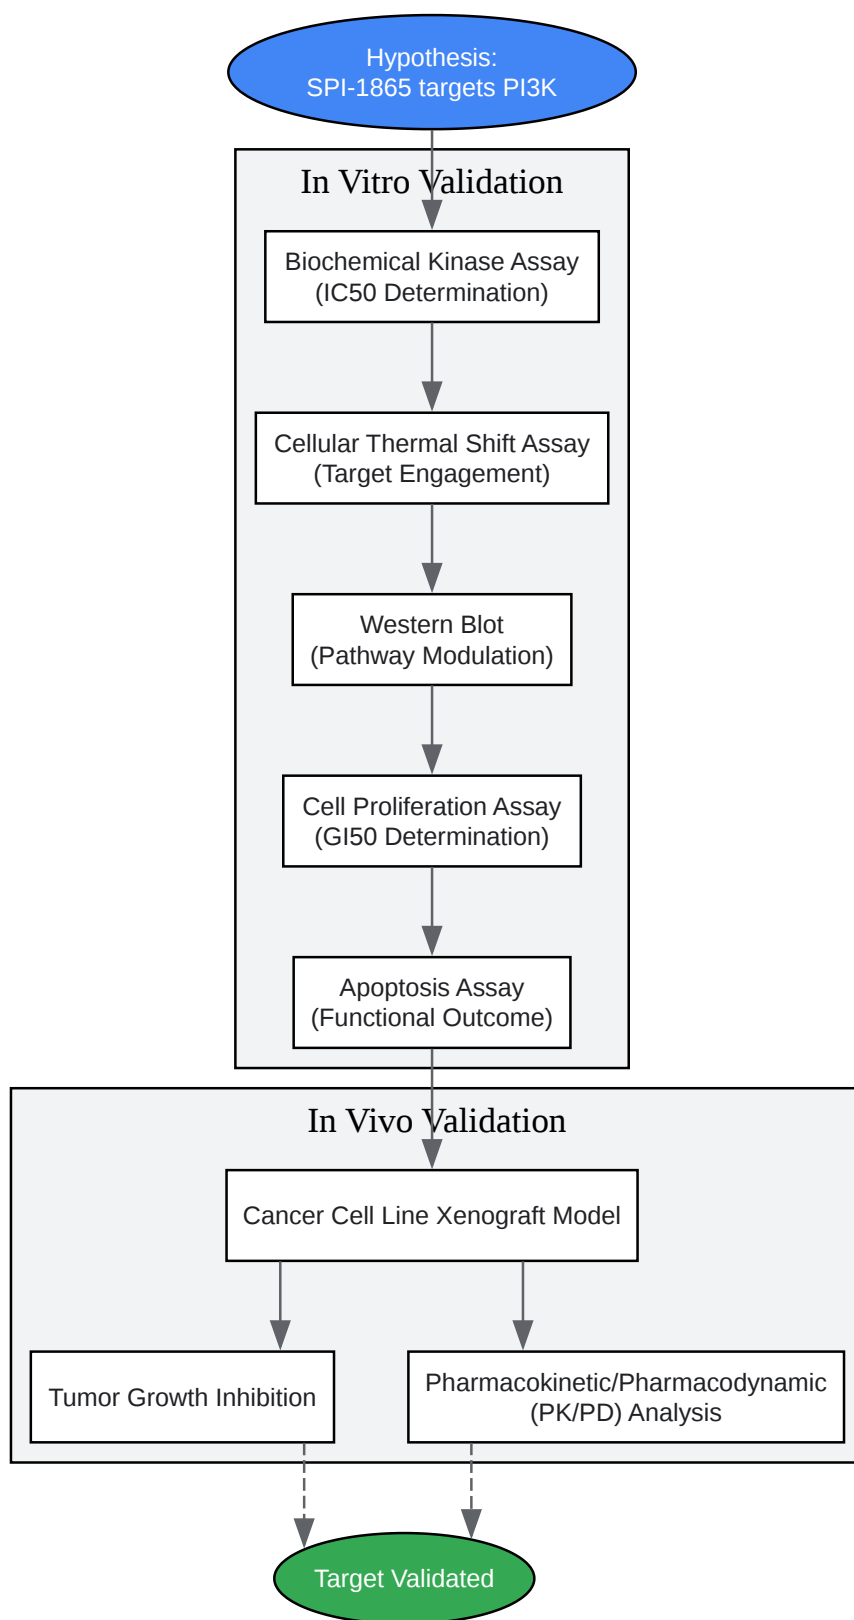 Hypothesis:
SPI-1865 targets PI3K
In Vitro Validation
Biochemical Kinase Assay
(IC50 Determination)
Cellular Thermal Shift Assay
(Target Engagement)
Western Blot
(Pathway Modulation)
Cell Proliferation Assay
(GI50 Determination)
Apoptosis Assay
(Functional Outcome)
In Vivo Validation
Cancer Cell Line Xenograft Model
Tumor Growth Inhibition
Pharmacokinetic/Pharmacodynamic
(PK/PD) Analysis
Target Validated